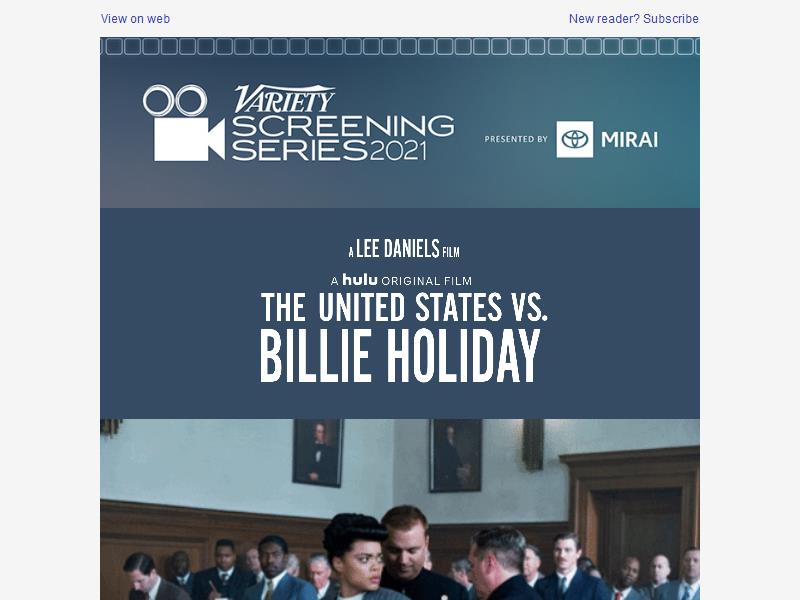 View on web
New reader? Subscribe
VARIETY
SCREENING
SERIES 2021
PRESENTED BY
MIRAI
A LEE DANIELS FILM
A hulu ORIGINAL FILM
THE UNITED STATES VS.
BILLIE HOLIDAY